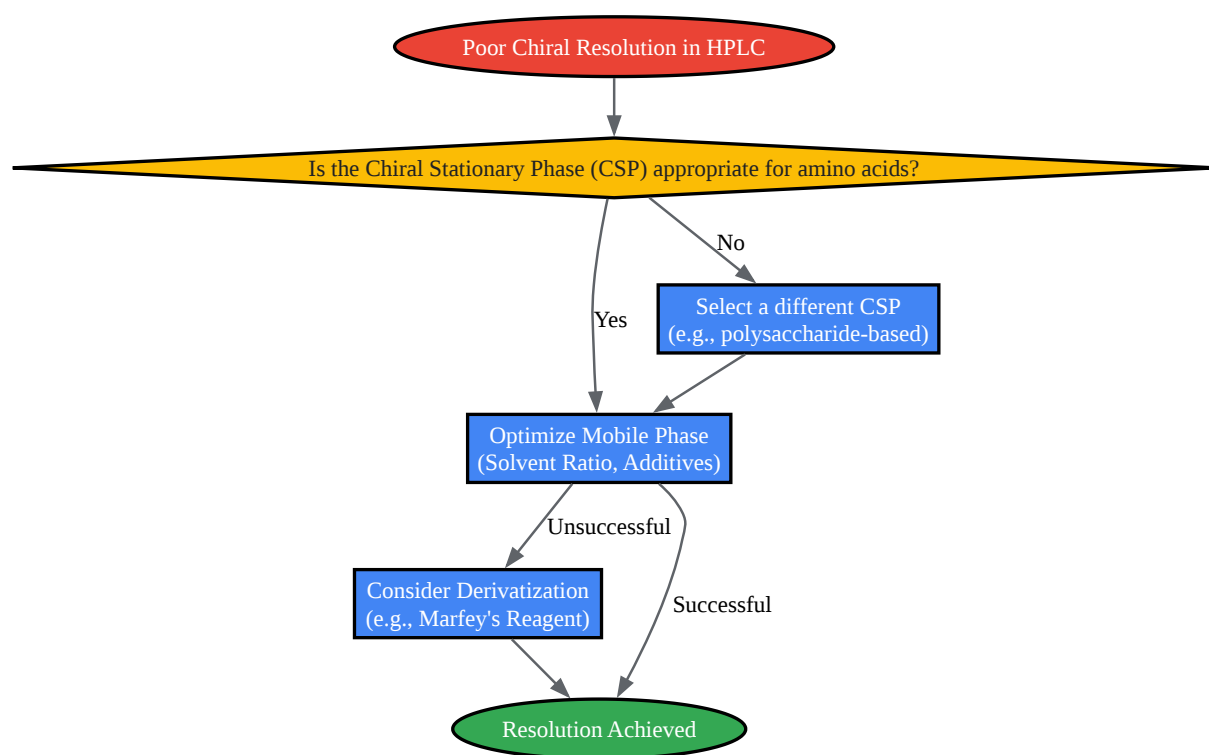 Poor Chiral Resolution in HPLC
Is the Chiral Stationary Phase (CSP) appropriate for amino acids?
No
Select a different CSP
(e.g., polysaccharide-based)
Yes
Optimize Mobile Phase
(Solvent Ratio, Additives)
Unsuccessful
Consider Derivatization
(e.g., Marfey's Reagent)
Successful
Resolution Achieved